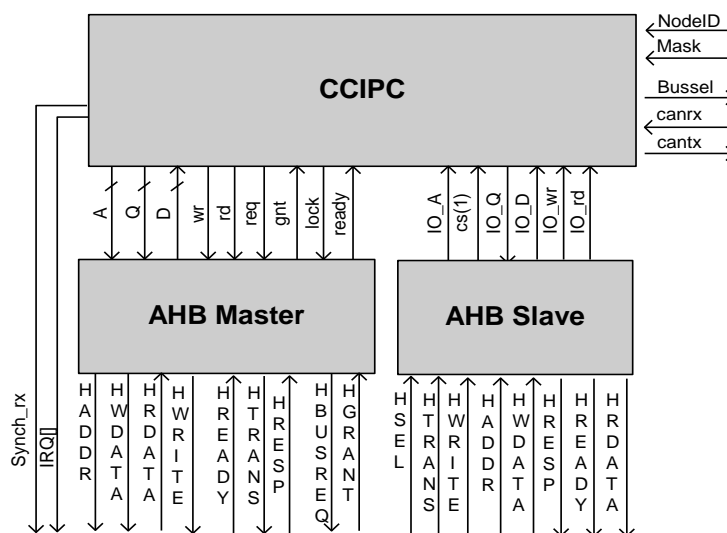 NodeID
Mask
CCIPC
Bussel
canrx
cantx
A
Q
D
wr
rd
req
gnt
lock
ready
IO_A
cs(1)
IO_Q
IO_D
IO_wr
IO_rd
AHB Master
AHB Slave
Synch_rx
IRQ[]
HADDR
HWDATA
HRDATA
HWRITE
HREADY
HTRANS
HRESP
HBUSREQ
HGRANT
HSEL
HTRANS
HWRITE
HADDR
HWDATA
HRESP
HREADY
HRDATA